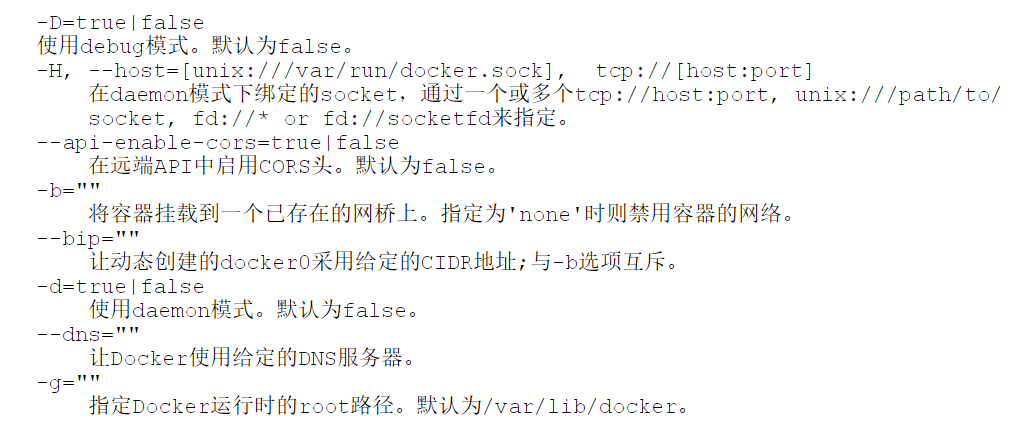 -D=true|false
使用debug模式。默认为false。
-H, --host=[unix:///var/run/docker.sock], tcp://[host:port]
在daemon模式下绑定的socket，通过一个或多个tcp://host:port, unix:///path/to/
socket, fd://* or fd://socketfd来指定。
--api-enable-cors=true|false
在远端API中启用CORS头。默认为false。
-b=""
将容器挂载到一个已存在的网桥上。指定为'none'时则禁用容器的网络。
--bip=""
让动态创建的docker0采用给定的CIDR地址;与-b选项互斥。
-d=true|false
使用daemon模式。默认为false。
--dns=""
让Docker使用给定的DNS服务器。
-g=""
指定Docker运行时的root路径。默认为/var/lib/docker。